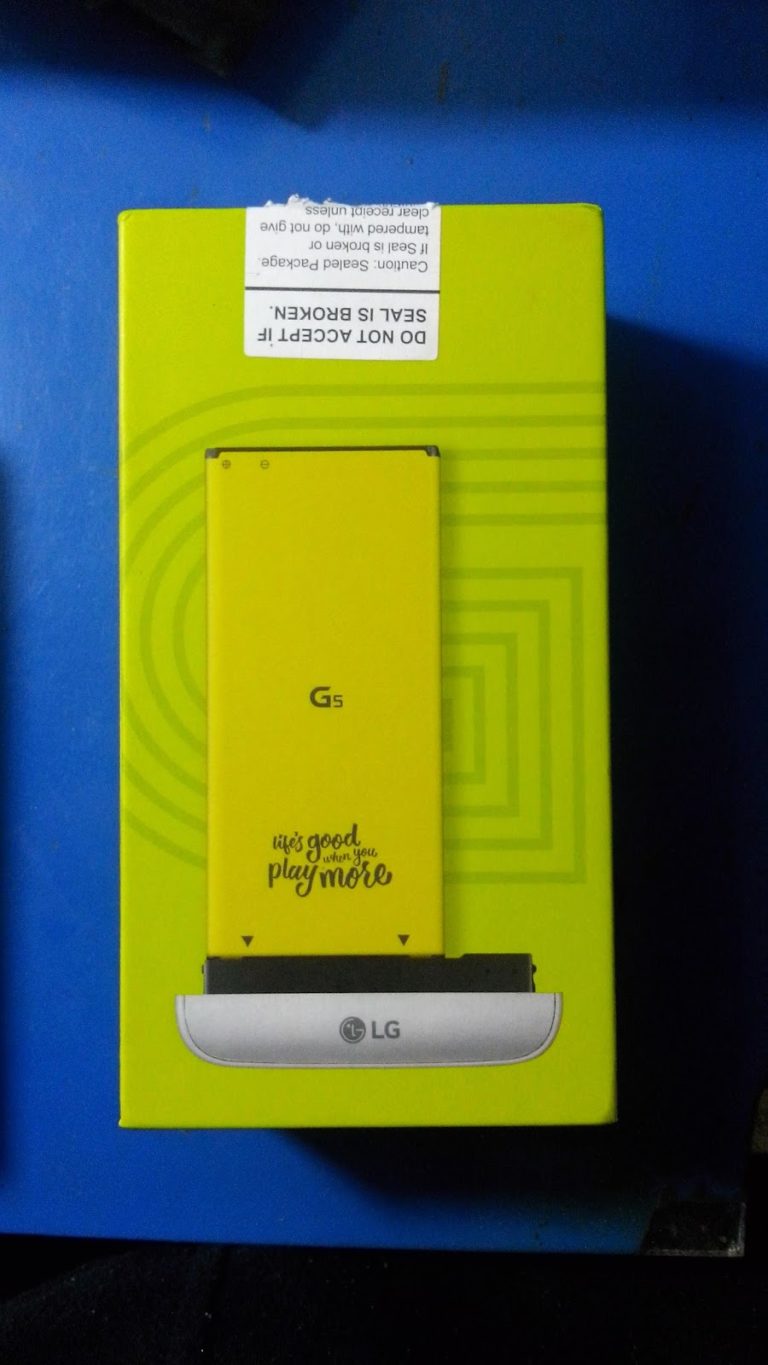 DO NOT ACCEPT IF
SEAL IS BROKEN.
Caution: Sealed Package.
If Seal is broken or
tampered with, do not give
clear receipt unless
G5
life's good
when you
play more
LG